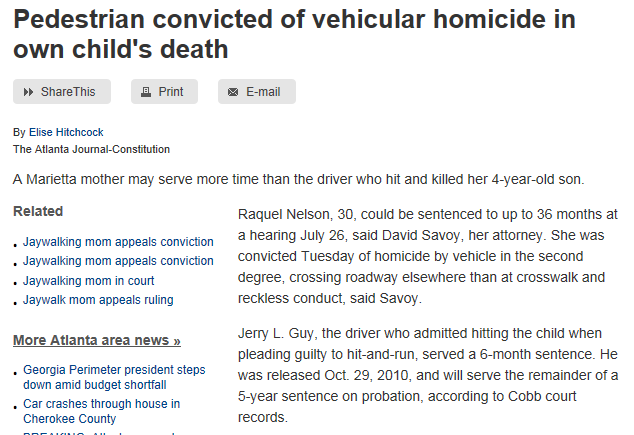 Pedestrian convicted of vehicular homicide in
own child's death
ShareThis
Print
E-mail
By Elise Hitchcock
The Atlanta Journal-Constitution
A Marietta mother may serve more time than the driver who hit and killed her 4-year-old son.
Related
Jaywalking mom appeals conviction
Jaywalking mom appeals conviction
Jaywalking mom in court
Jaywalk mom appeals ruling
More Atlanta area news »
Georgia Perimeter president steps
down amid budget shortfall
Car crashes through house in
Cherokee County
Raquel Nelson, 30, could be sentenced to up to 36 months at
a hearing July 26, said David Savoy, her attorney. She was
convicted Tuesday of homicide by vehicle in the second
degree, crossing roadway elsewhere than at crosswalk and
reckless conduct, said Savoy.
Jerry L. Guy, the driver who admitted hitting the child when
pleading guilty to hit-and-run, served a 6-month sentence. He
was released Oct. 29, 2010, and will serve the remainder of a
5-year sentence on probation, according to Cobb court
records.